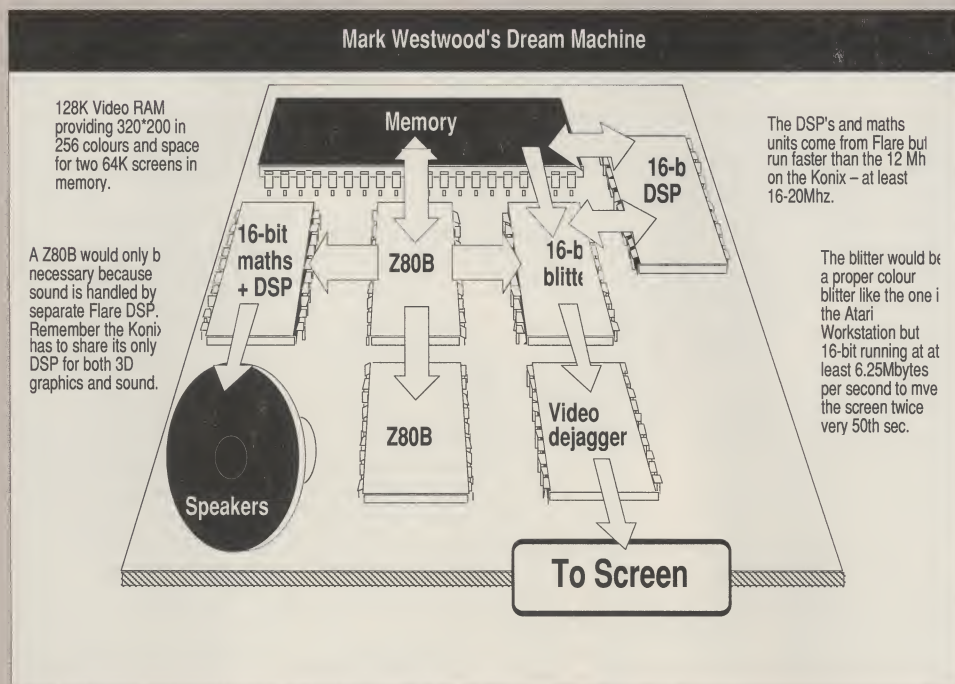 Mark Westwood's Dream Machine
128K Video RAM
providing 320*200 in
256 colours and space
for two 64K screens in
memory.
A Z80B would only b
necessary because
sound is handled by
separate Flare DSP.
Remember the Konix
has to share its only
DSP for both 3D
graphics and sound.
Memory
16-b
DSP
16-bit
maths
+ DSP
Z80B
16-b
blitte
Z80B
Video
dejagger
Speakers
To Screen
The DSP's and maths
units come from Flare but
run faster than the 12 Mh
on the Konix – at least
16-20Mhz.
The blitter would be
a proper colour
blitter like the one i
the Atari
Workstation but
16-bit running at at
least 6.25Mbytes
per second to mve
the screen twice
very 50th sec.